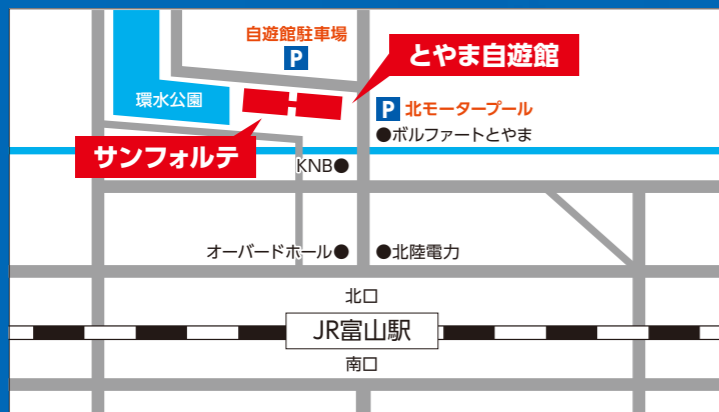 自遊館駐車場
P
とやま自遊館
環水公園
P 北モータープール
●ボルファートとやま
サンフォルテ
KNB●
オーバードホール●
●北陸電力
北口
JR富山駅
南口